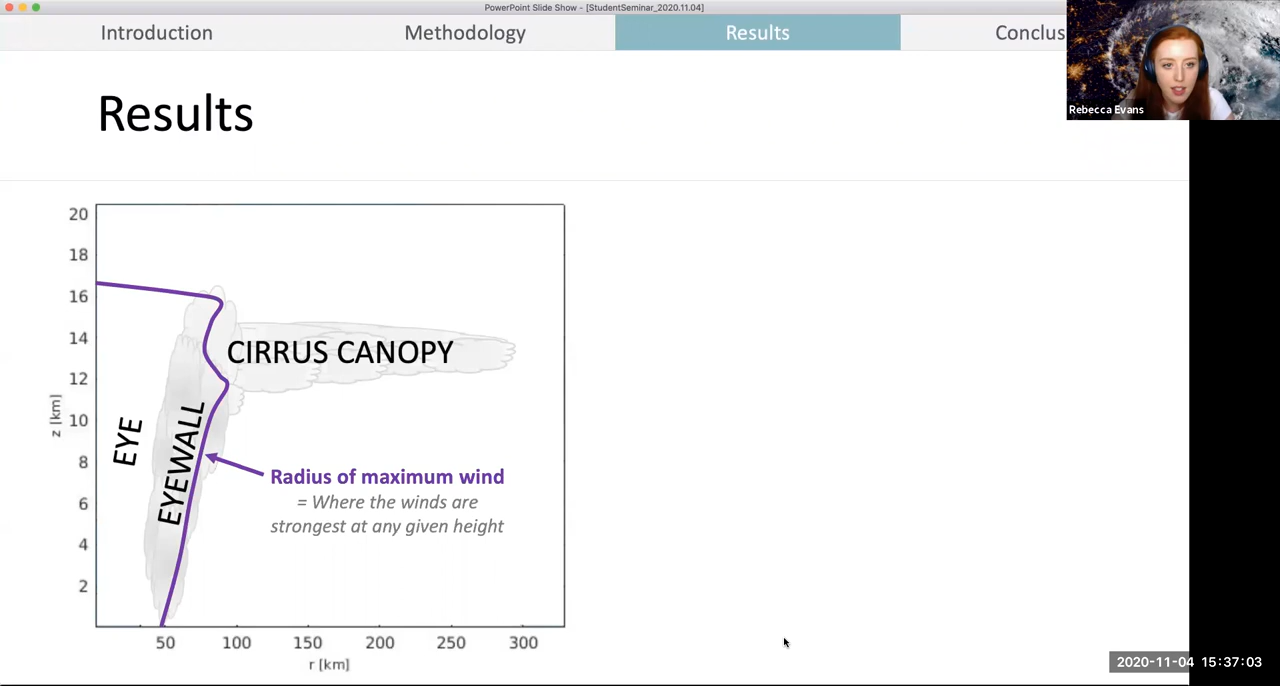 PowerPoint Slide Show - [StudentSeminar_2020.11.04]
Introduction
Methodology
Results
Conclus
Rebecca Evans
Results
20
18
16
14
12
10
8
6
4
2
z [km]
CIRRUS CANOPY
EYE
EYEWALL
Radius of maximum wind
= Where the winds are
strongest at any given height
50 100 150 200 250 300
r [km]
2020-11-04 15:37:03